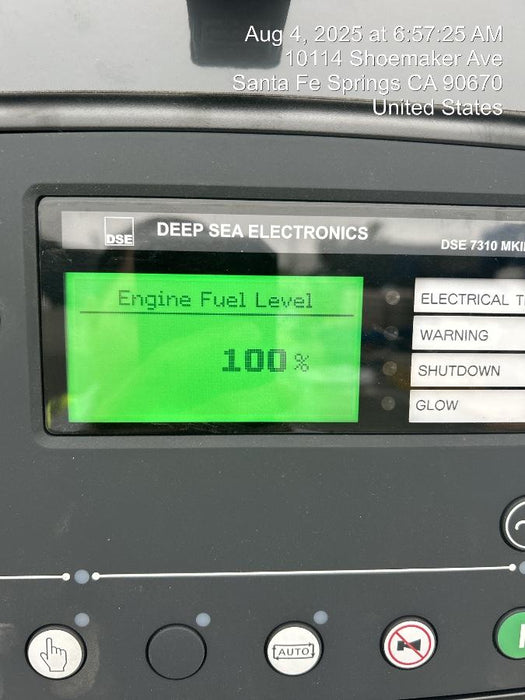 Aug 4, 2025 at 6:57:25 AM
10114 Shoemaker Ave
Santa Fe Springs CA 90670
United States
DSE
DEEP SEA ELECTRONICS
DSE 7310 MKII
Engine Fuel Level
100 %
ELECTRICAL T
WARNING
SHUTDOWN
GLOW
AUTO